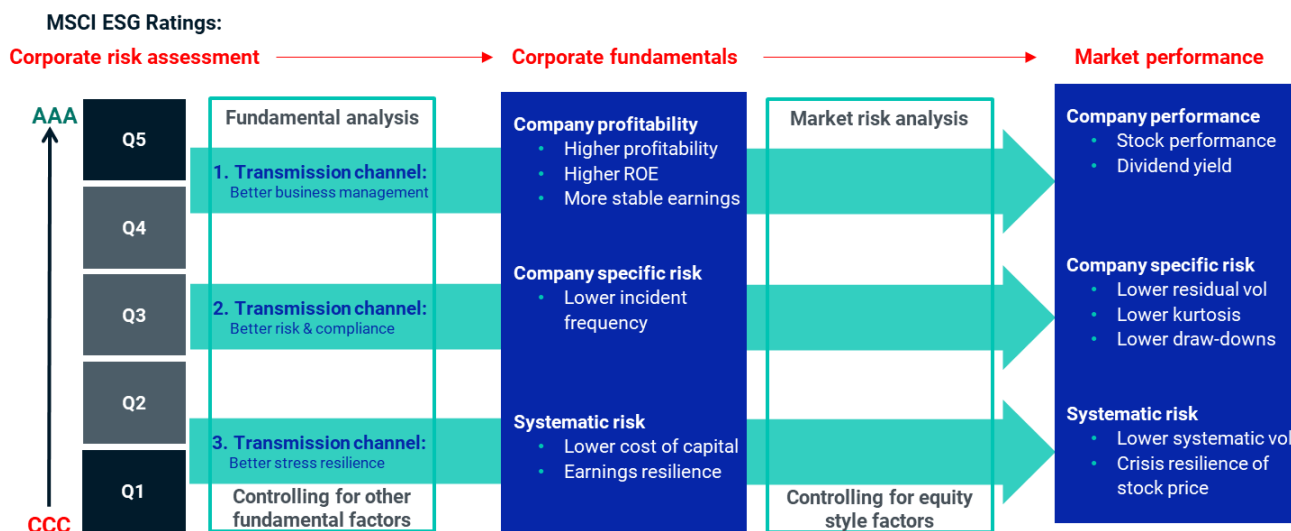 MSCI ESG Ratings:
Corporate risk assessment
Corporate fundamentals
Market performance
AAA
Q5
Q4
Q3
Q2
Q1
CCC
Fundamental analysis
1. Transmission channel:
Better business management
2. Transmission channel:
Better risk & compliance
3. Transmission channel:
Better stress resilience
Controlling for other
fundamental factors
Company profitability
• Higher profitability
• Higher ROE
• More stable earnings
Company specific risk
• Lower incident
frequency
Systematic risk
• Lower cost of capital
• Earnings resilience
Market risk analysis
Controlling for equity
style factors
Company performance
• Stock performance
• Dividend yield
Company specific risk
• Lower residual vol
• Lower kurtosis
• Lower draw-downs
Systematic risk
• Lower systematic vol
• Crisis resilience of
stock price